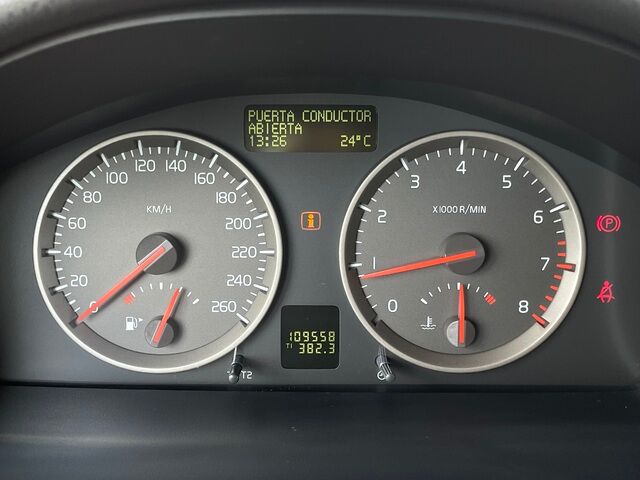 PUERTA CONDUCTOR
ABIERTA
13:26 24°C
0 20 40 60 80 100 120 140 160 180 200 220 240 260
KM/H
0 1 2 3 4 5 6 7 8
X1000 R/MIN
i
P
109558
T1 382.3
T2